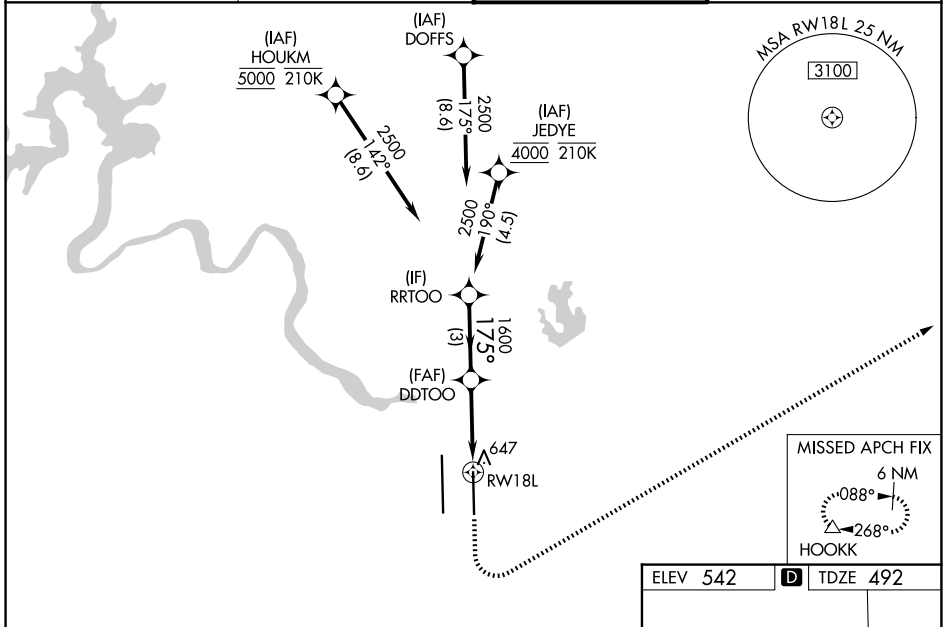 (IAF)
HOUKM
5000 210K
2500
142°
(8.6)
(IAF)
DOFFS
2500
175°
(8.6)
(IAF)
JEDYE
4000 210K
2500
190°
(4.5)
MSA RW18L 25 NM
3100
(IF)
RRTOO
1600
175°
(3)
(FAF)
DDTOO
647
RW18L
MISSED APCH FIX
6 NM
088°
268°
HOOKK
ELEV 542 D TDZE 492